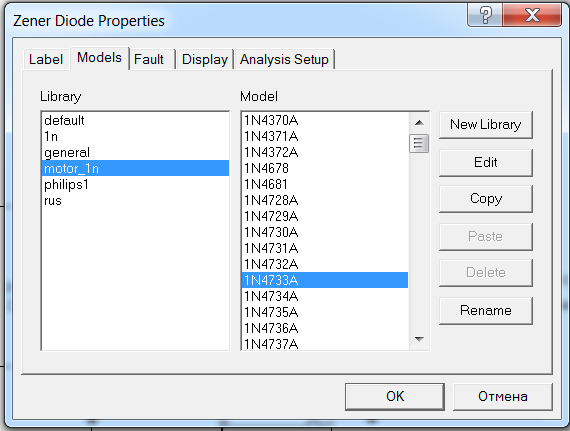 Zener Diode Properties
Label Models Fault Display Analysis Setup
Library
Model
default
1n
general
motor_1n
philips1
rus
1N4370A
1N4371A
1N4372A
1N4678
1N4681
1N4728A
1N4729A
1N4730A
1N4731A
1N4732A
1N4733A
1N4734A
1N4735A
1N4736A
1N4737A
New Library
Edit
Copy
Paste
Delete
Rename
OK
Отмена